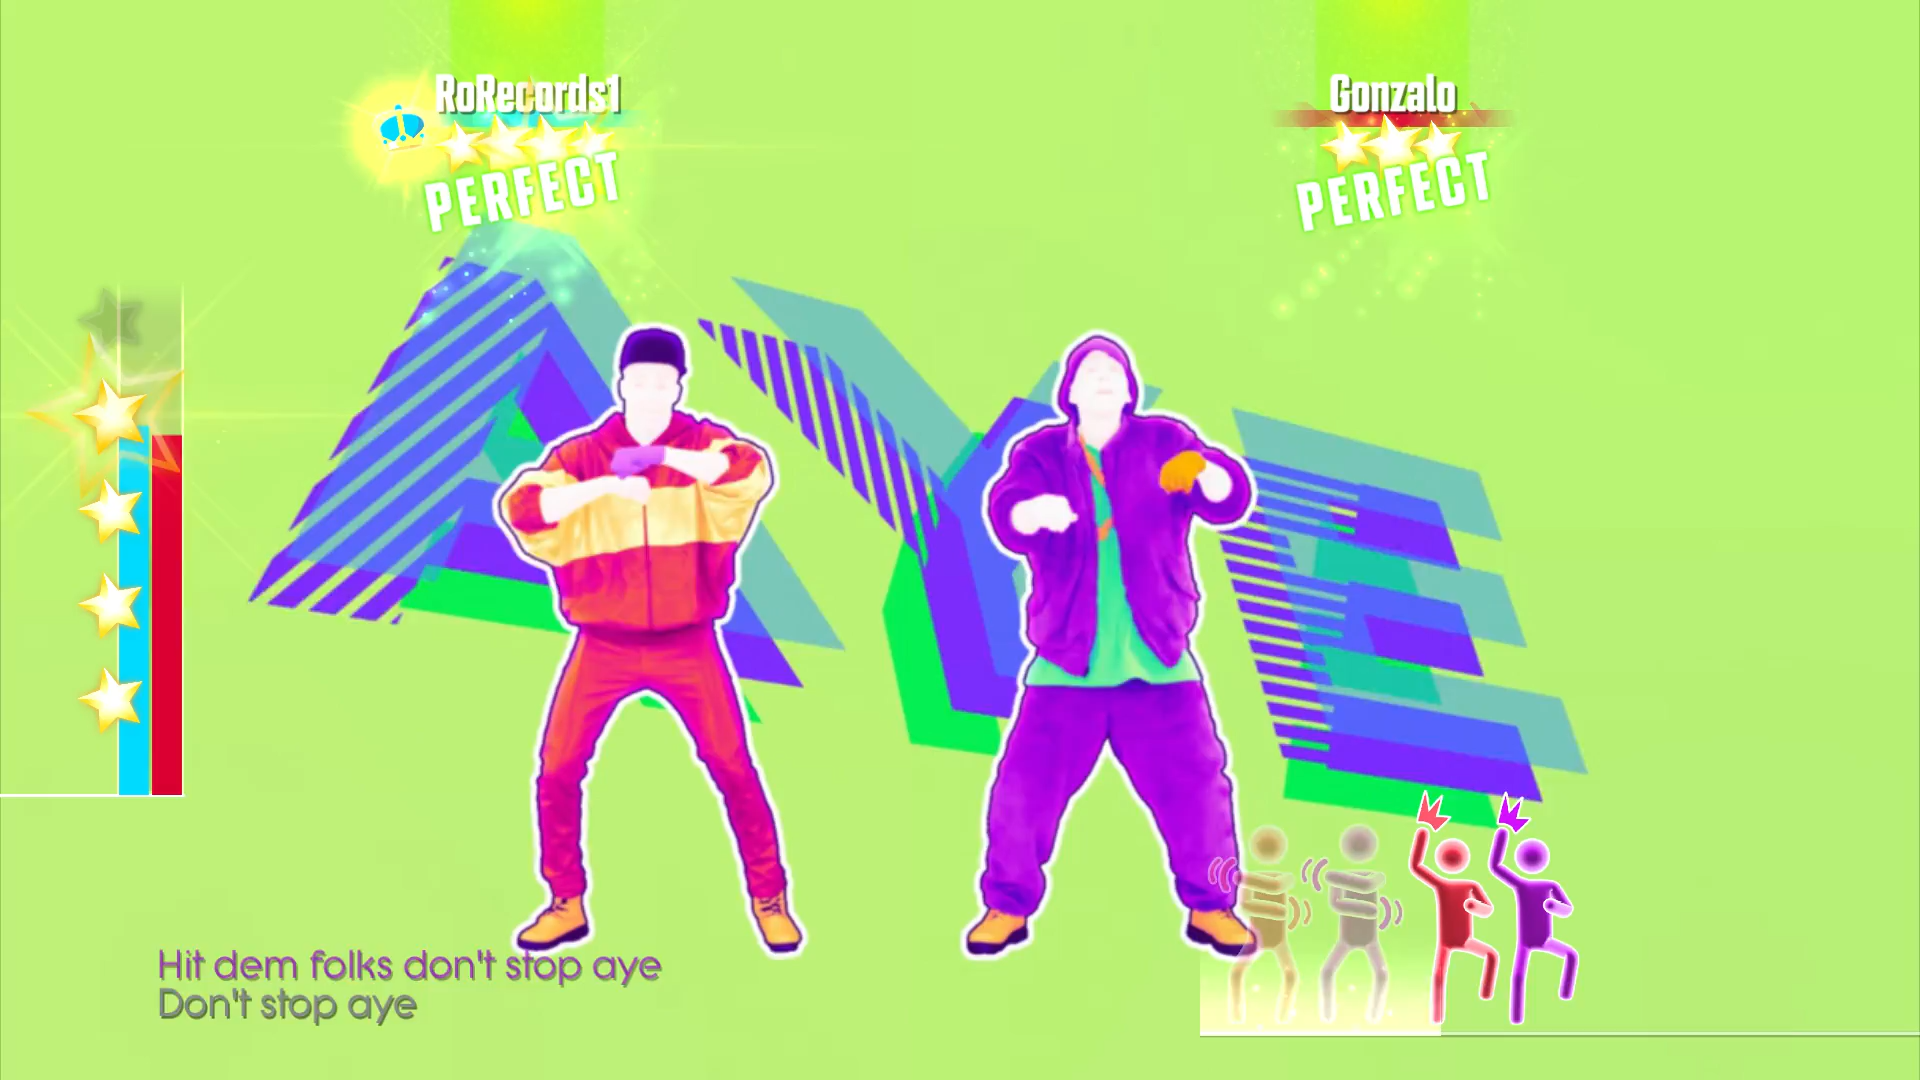 RoRecords1
PERFECT
Gonzalo
PERFECT
AYE
Hit dem folks don't stop aye
Don't stop aye